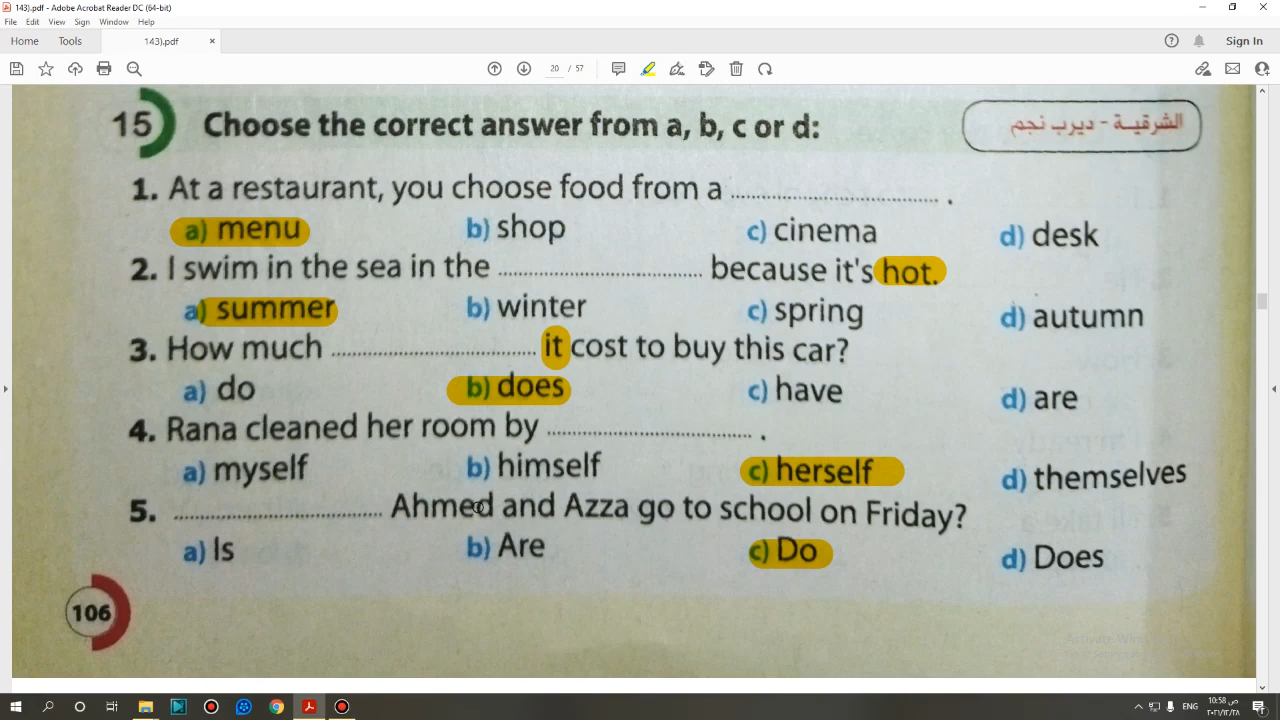 143).pdf - Adobe Acrobat Reader DC (64-bit)
File Edit View Sign Window Help
Home Tools 143).pdf × Sign In
20 / 57
15 Choose the correct answer from a, b, c or d: الشرقيـة - ديرب نجم
1. At a restaurant, you choose food from a .................................... .
a) menu b) shop c) cinema d) desk
2. I swim in the sea in the .................................... because it's hot.
a) summer b) winter c) spring d) autumn
3. How much .................................... it cost to buy this car?
a) do b) does c) have d) are
4. Rana cleaned her room by .................................... .
a) myself b) himself c) herself d) themselves
5. .................................... Ahmed and Azza go to school on Friday?
a) Is b) Are c) Do d) Does
106
ENG 10:58 ص
٢٠٢١/١٢/٢٨